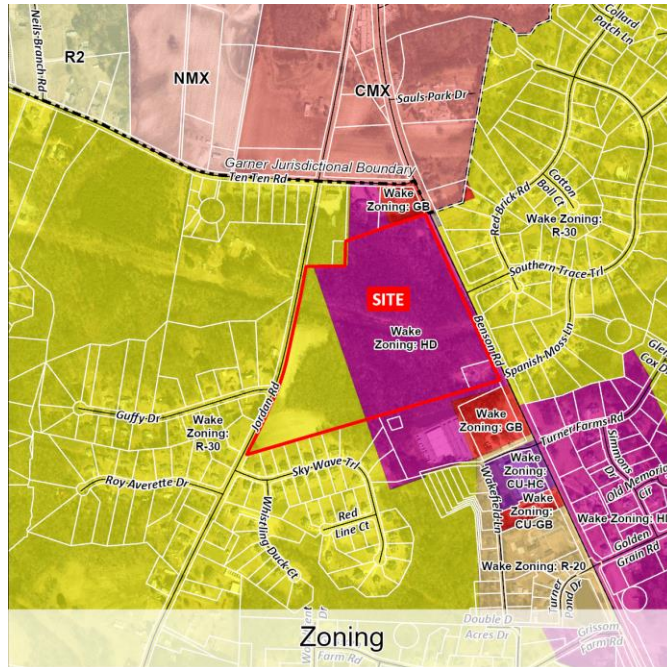 Neils-Branch-Rd
R2
NMX
CMX
Sauls Park Dr
Collard
Patch Ln
Garner Jurisdictional Boundary
Ten Ten Rd
Wake
Zoning: GB
Red Brick Rd
Cotton
Boll Ct
Wake Zoning:
R-30
Southern Trace Trl
SITE
Wake
Zoning: HD
Benson Rd
Spanish Moss Ln
Jordan Rd
Guffy Dr
Wake
Zoning:
R-30
Roy Averette Dr
Sky Wave Trl
Whistling Duck Ct
Red
Line Ct
Wake
Zoning: GB
Turner Farms Rd
Cox Dr
Simmons
Dr
Old Memory
Cir
Wake
Zoning:
CU-HC
Wake
Zoning:
CU-GB
Wakefield Ln
Golden
Grain Rd
Wake Zoning: R-20
Turner
Pond Dr
Double D
Acres Dr
Grissom
Farm Rd
Farm Rd
Zoning